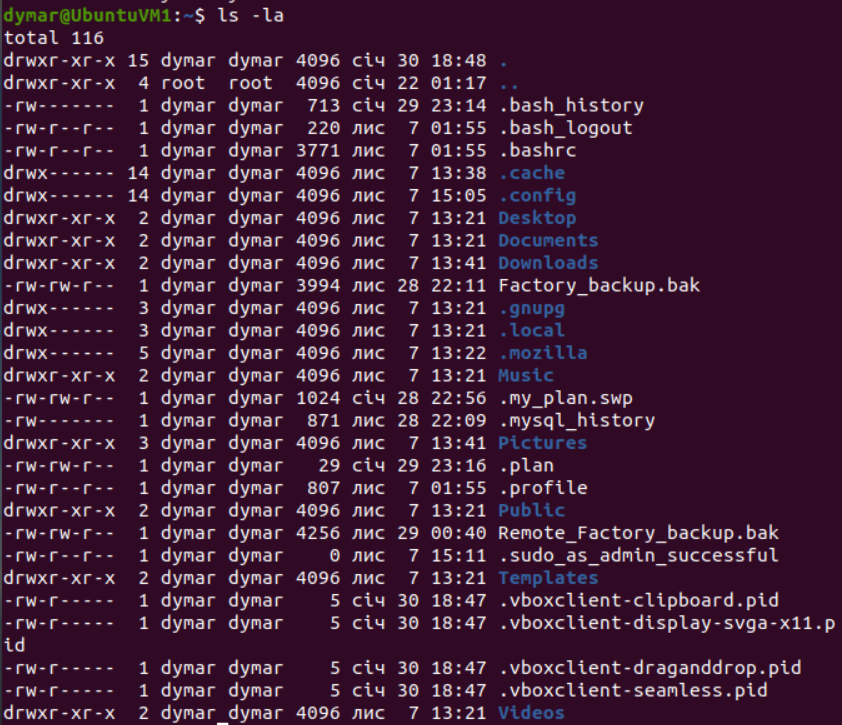 dymar@UbuntuVM1:~$ ls -la
total 116
drwxr-xr-x 15 dymar dymar 4096 січ 30 18:48 .
drwxr-xr-x  4 root  root  4096 січ 22 01:17 ..
-rw-------  1 dymar dymar  713 січ 29 23:14 .bash_history
-rw-r--r--  1 dymar dymar  220 лис  7 01:55 .bash_logout
-rw-r--r--  1 dymar dymar 3771 лис  7 01:55 .bashrc
drwx------ 14 dymar dymar 4096 лис  7 13:38 .cache
drwx------ 14 dymar dymar 4096 лис  7 15:05 .config
drwxr-xr-x  2 dymar dymar 4096 лис  7 13:21 Desktop
drwxr-xr-x  2 dymar dymar 4096 лис  7 13:21 Documents
drwxr-xr-x  2 dymar dymar 4096 лис  7 13:41 Downloads
-rw-rw-r--  1 dymar dymar 3994 лис 28 22:11 Factory_backup.bak
drwx------  3 dymar dymar 4096 лис  7 13:21 .gnupg
drwx------  3 dymar dymar 4096 лис  7 13:21 .local
drwx------  5 dymar dymar 4096 лис  7 13:22 .mozilla
drwxr-xr-x  2 dymar dymar 4096 лис  7 13:21 Music
-rw-rw-r--  1 dymar dymar 1024 січ 28 22:56 .my_plan.swp
-rw-------  1 dymar dymar  871 лис 28 22:09 .mysql_history
drwxr-xr-x  3 dymar dymar 4096 лис  7 13:41 Pictures
-rw-rw-r--  1 dymar dymar   29 січ 29 23:16 .plan
-rw-r--r--  1 dymar dymar  807 лис  7 01:55 .profile
drwxr-xr-x  2 dymar dymar 4096 лис  7 13:21 Public
-rw-rw-r--  1 dymar dymar 4256 лис 29 00:40 Remote_Factory_backup.bak
-rw-r--r--  1 dymar dymar    0 лис  7 15:11 .sudo_as_admin_successful
drwxr-xr-x  2 dymar dymar 4096 лис  7 13:21 Templates
-rw-r-----  1 dymar dymar    5 січ 30 18:47 .vboxclient-clipboard.pid
-rw-r-----  1 dymar dymar    5 січ 30 18:47 .vboxclient-display-svga-x11.p
id
-rw-r-----  1 dymar dymar    5 січ 30 18:47 .vboxclient-draganddrop.pid
-rw-r-----  1 dymar dymar    5 січ 30 18:47 .vboxclient-seamless.pid
drwxr-xr-x  2 dymar dymar 4096 лис  7 13:21 Videos